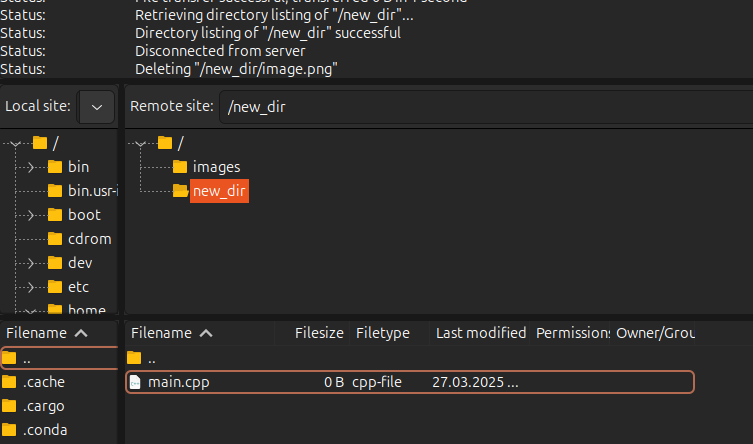 Status: Retrieving directory listing of "/new_dir"...
Status: Directory listing of "/new_dir" successful
Status: Disconnected from server
Status: Deleting "/new_dir/image.png"
Local site: Remote site: /new_dir
/ /
bin images
bin.usr-i new_dir
boot
cdrom
dev
etc
home
Filename Filename Filesize Filetype Last modified Permissions Owner/Grou
.. ..
.cache main.cpp 0 B cpp-file 27.03.2025 ...
.cargo
.conda